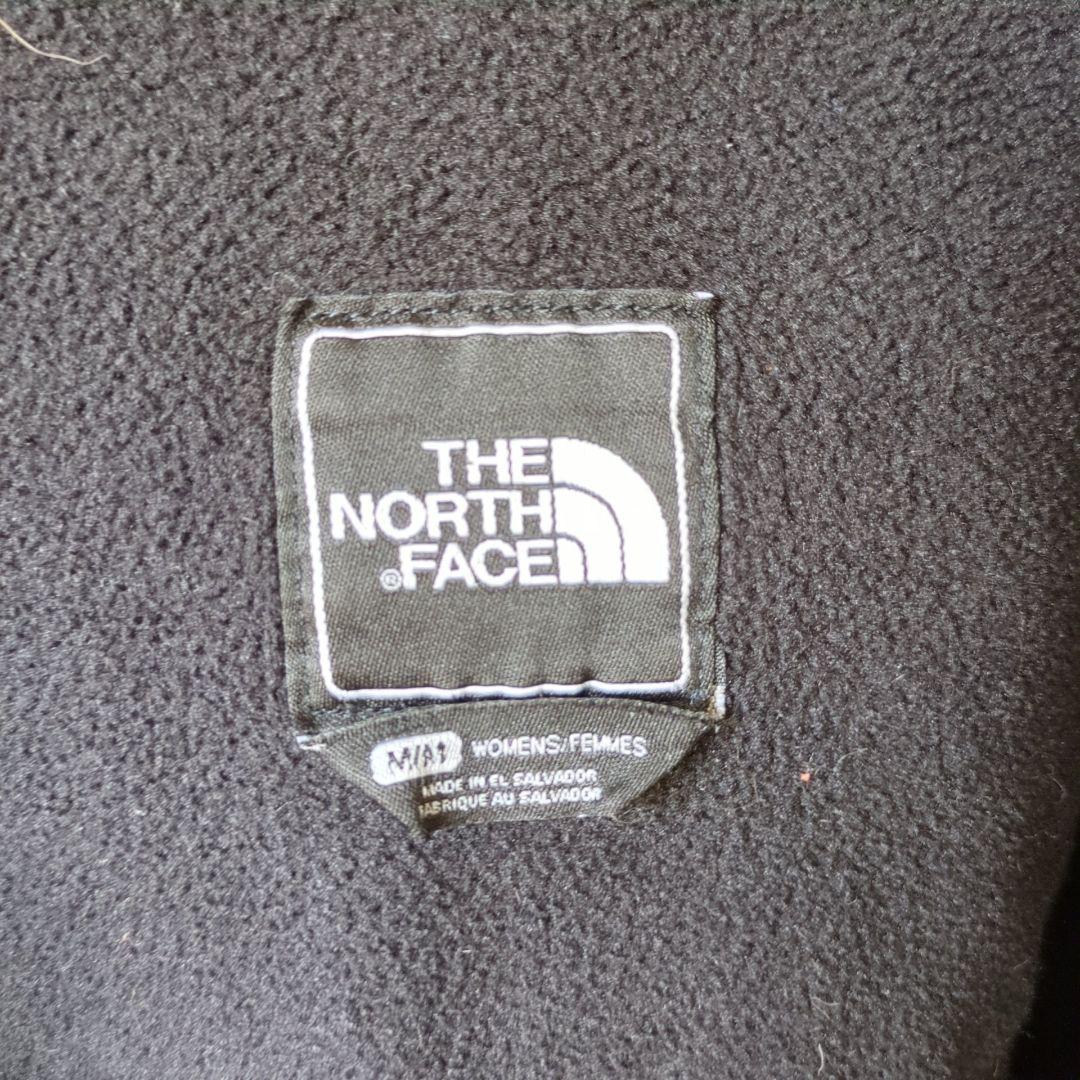 THE
NORTH
®FACE
M/M WOMENS/FEMMES
MADE IN EL SALVADOR
FABRIQUE AU SALVADOR